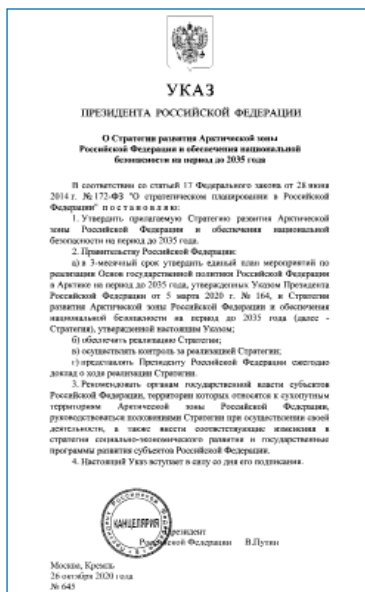 УКАЗ
ПРЕЗИДЕНТА РОССИЙСКОЙ ФЕДЕРАЦИИ
О Стратегии развития Арктической зоны
Российской Федерации и обеспечения национальной
безопасности на период до 2035 года
В соответствии со статьей 17 Федерального закона от 28 июня
2014 г. № 172-ФЗ "О стратегическом планировании в Российской
Федерации" п о с т а н о в л я ю:
1. Утвердить прилагаемую Стратегию развития Арктической
зоны Российской Федерации и обеспечения национальной
безопасности на период до 2035 года.
2. Правительству Российской Федерации:
а) в 3-месячный срок утвердить единый план мероприятий по
реализации Основ государственной политики Российской Федерации
в Арктике на период до 2035 года, утвержденных Указом Президента
Российской Федерации от 5 марта 2020 г. № 164, и Стратегии
развития Арктической зоны Российской Федерации и обеспечения
национальной безопасности на период до 2035 года (далее -
Стратегия), утвержденной настоящим Указом;
б) обеспечить реализацию Стратегии;
в) осуществлять контроль за реализацией Стратегии;
г) представлять Президенту Российской Федерации ежегодно
доклад о ходе реализации Стратегии.
3. Рекомендовать органам государственной власти субъектов
Российской Федерации, территории которых относятся к сухопутным
территориям Арктической зоны Российской Федерации,
руководствоваться положениями Стратегии при осуществлении своей
деятельности, а также внести соответствующие изменения в
стратегии социально-экономического развития и государственные
программы развития субъектов Российской Федерации.
4. Настоящий Указ вступает в силу со дня его подписания.
КАНЦЕЛЯРИЯ
Президент
Российской Федерации В.Путин
Москва, Кремль
26 октября 2020 года
№ 645